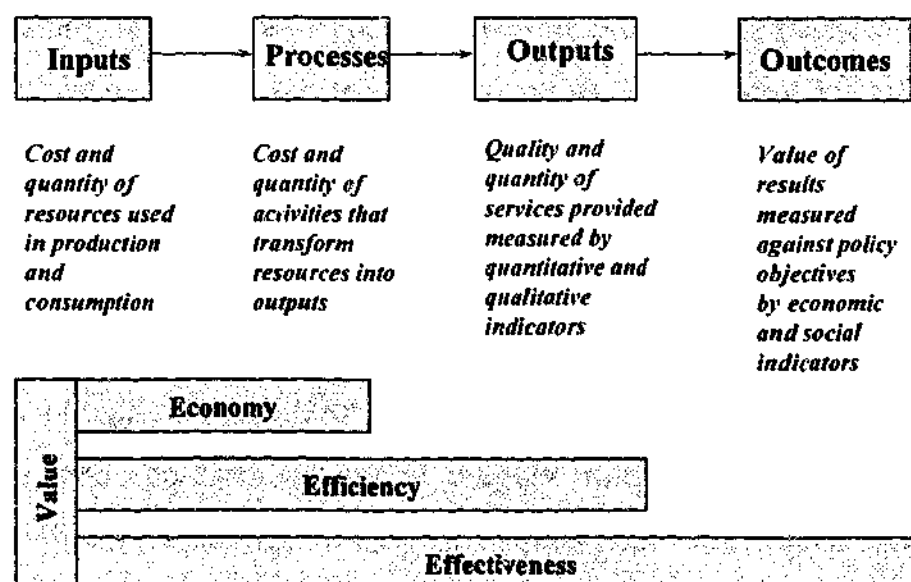 Inputs
Processes
Outputs
Outcomes
Cost and
quantity of
resources used
in production
and
consumption
Cost and
quantity of
activities that
transform
resources into
outputs
Quality and
quantity of
services provided
measured by
quantitative and
qualitative
indicators
Value of
results
measured
against policy
objectives
by economic
and social
indicators
Value
Economy
Efficiency
Effectiveness